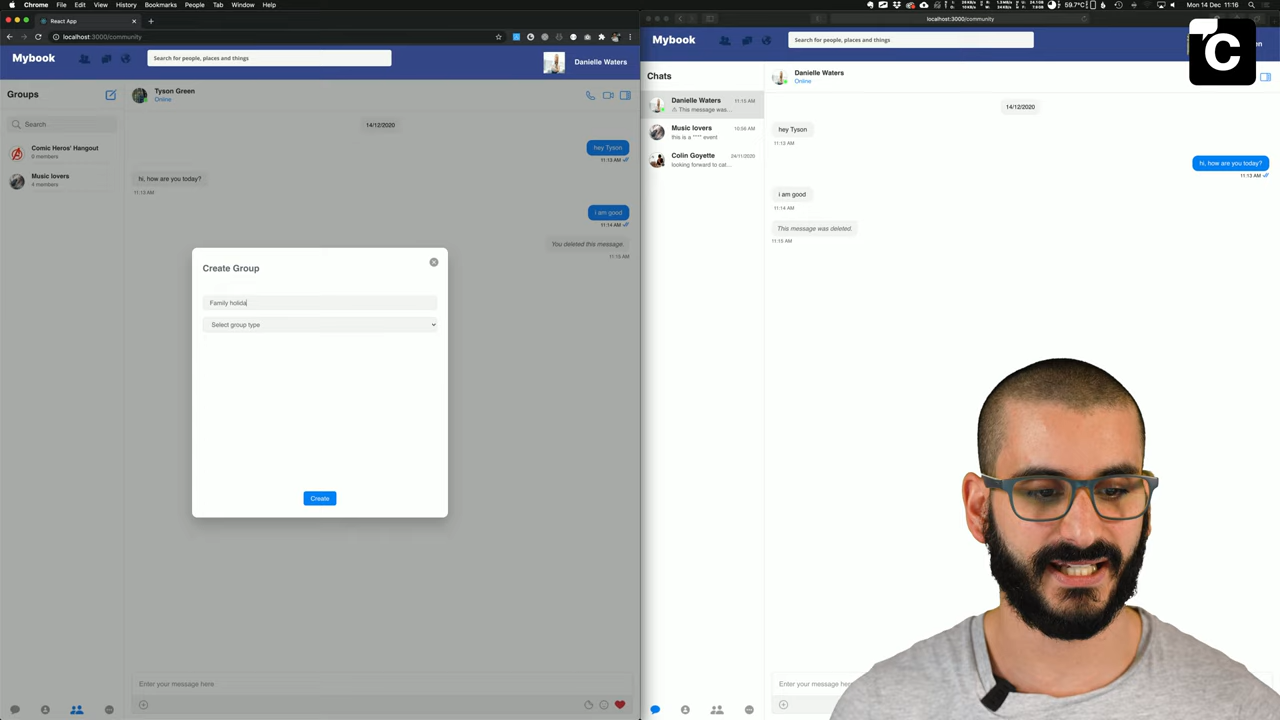 Chrome File Edit View History Bookmarks People Tab Window Help
59.7°C
6
Mon 14 Dec 11:16
React App
localhost:3000/community
Mybook
Search for people, places and things
Danielle Waters
Groups
Search
Comic Heros' Hangout
0 members
Music lovers
4 members
Tyson Green
Online
14/12/2020
hey Tyson
11:13 AM
hi, how are you today?
11:13 AM
i am good
11:14 AM
You deleted this message.
11:15 AM
Create Group
Family holida
Select group type
Create
Enter your message here
localhost:3000/community
Mybook
Search for people, places and things
Chats
Danielle Waters
11:15 AM
⚠ This message was...
Music lovers
10:56 AM
this is a **** event
Colin Goyette
24/11/2020
looking forward to cat...
Danielle Waters
Online
14/12/2020
hey Tyson
11:13 AM
hi, how are you today?
11:13 AM
i am good
11:14 AM
This message was deleted.
11:15 AM
Enter your message
C